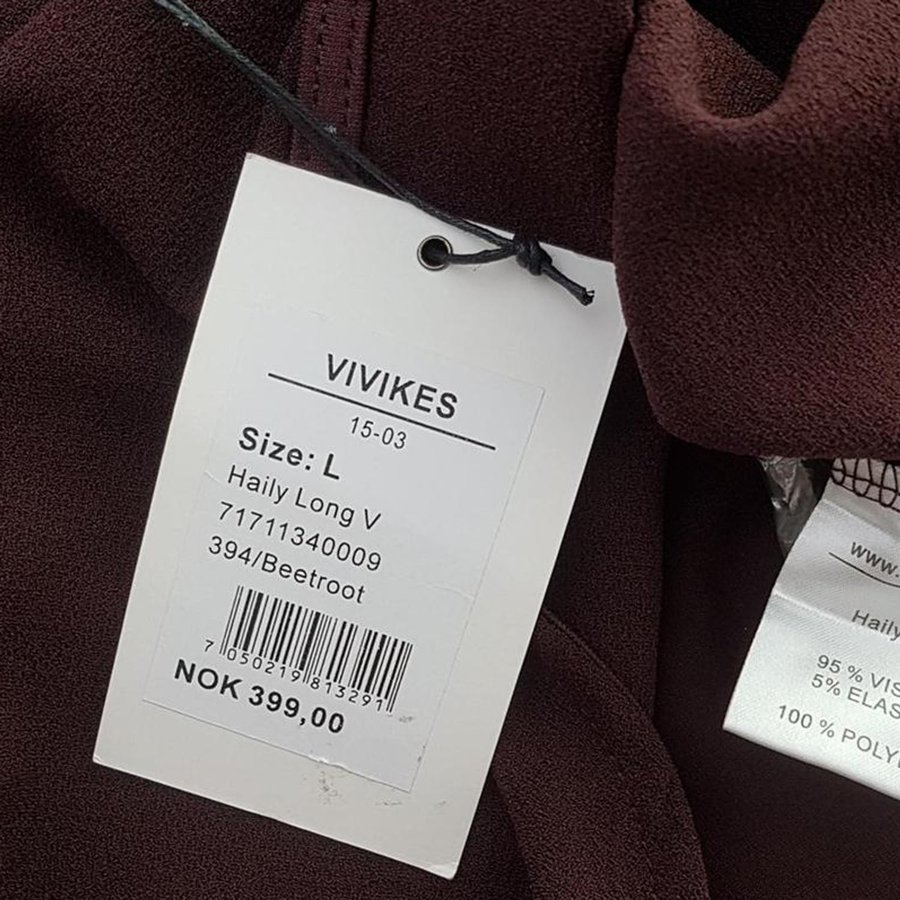 VIVIKES
15-03
Size: L
Haily Long V
71711340009
394/Beetroot
7 050219 813291
NOK 399,00
www.
Haily
95 % VIS
5% ELAS
100 % POLY